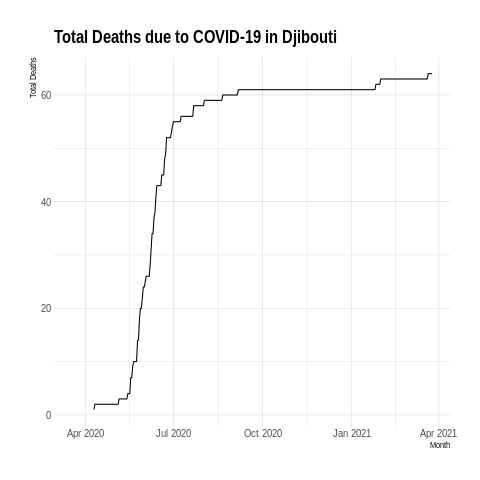 Total Deaths due to COVID-19 in Djibouti
Total Deaths
60
40
20
0
Apr 2020 Jul 2020 Oct 2020 Jan 2021 Apr 2021
Month